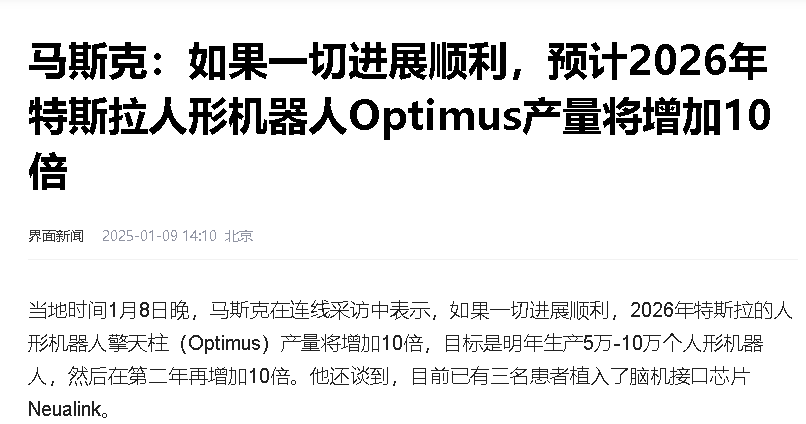 马斯克：如果一切进展顺利，预计2026年
特斯拉人形机器人Optimus产量将增加10
倍
界面新闻 2025-01-09 14:10 北京
当地时间1月8日晚，马斯克在连线采访中表示，如果一切进展顺利，2026年特斯拉的人
形机器人擎天柱（Optimus）产量将增加10倍，目标是明年生产5万-10万个人形机器
人，然后在第二年再增加10倍。他还谈到，目前已有三名患者植入了脑机接口芯片
Neualink。